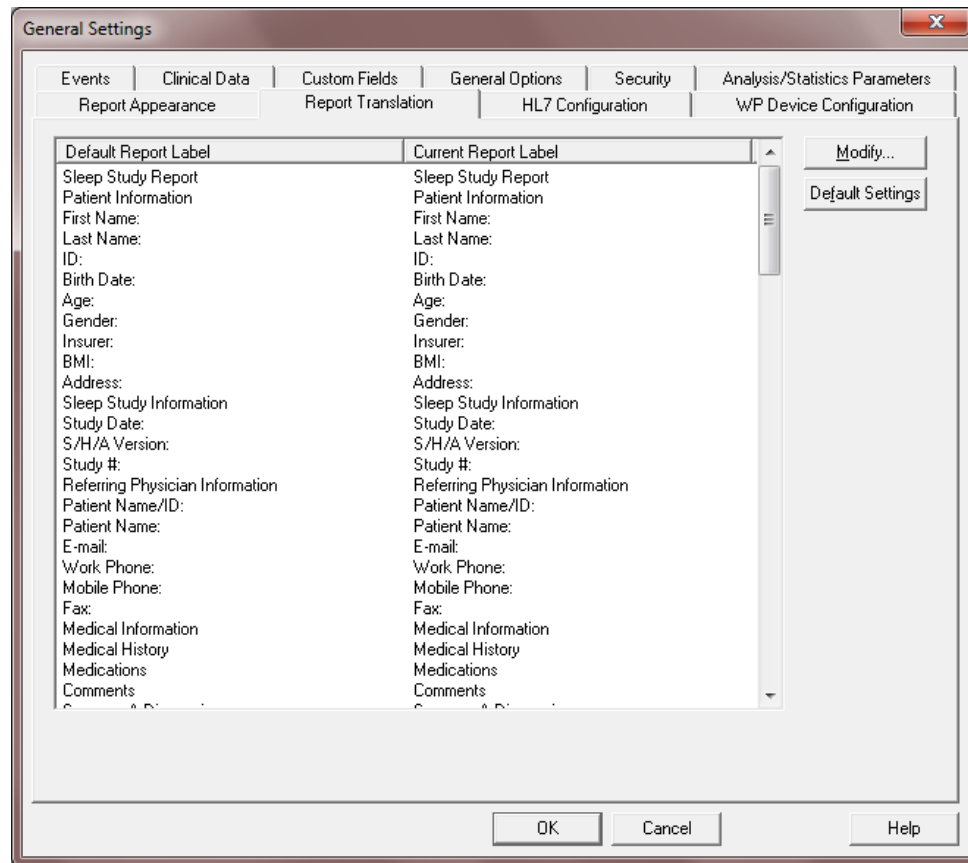 General Settings
Events Clinical Data Custom Fields General Options Security Analysis/Statistics Parameters
Report Appearance Report Translation HL7 Configuration WP Device Configuration
Default Report Label Current Report Label Modify...
Sleep Study Report Sleep Study Report
Default Settings
Patient Information Patient Information
First Name: First Name:
Last Name: Last Name:
ID: ID:
Birth Date: Birth Date:
Age: Age:
Gender: Gender:
Insurer: Insurer:
BMI: BMI:
Address: Address:
Sleep Study Information Sleep Study Information
Study Date: Study Date:
S/H/A Version: S/H/A Version:
Study #: Study #:
Referring Physician Information Referring Physician Information
Patient Name/ID: Patient Name/ID:
Patient Name: Patient Name:
E-mail: E-mail:
Work Phone: Work Phone:
Mobile Phone: Mobile Phone:
Fax: Fax:
Medical Information Medical Information
Medical History Medical History
Medications Medications
Comments Comments
OK Cancel Help